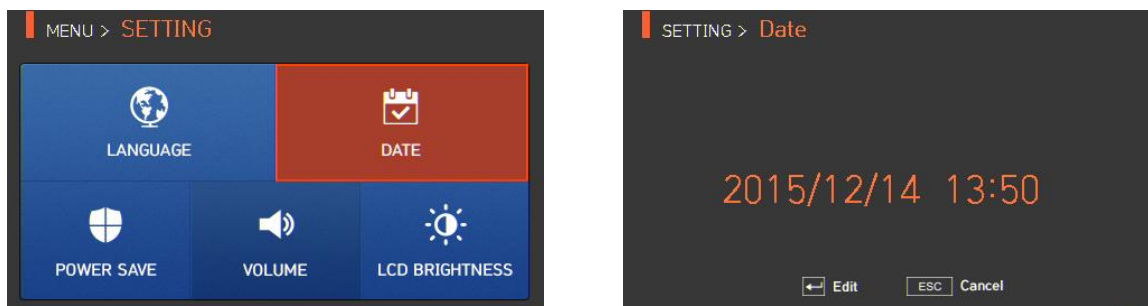 MENU > SETTING
LANGUAGE
DATE
POWER SAVE
VOLUME
LCD BRIGHTNESS
SETTING > Date
2015/12/14 13:50
Edit
ESC Cancel